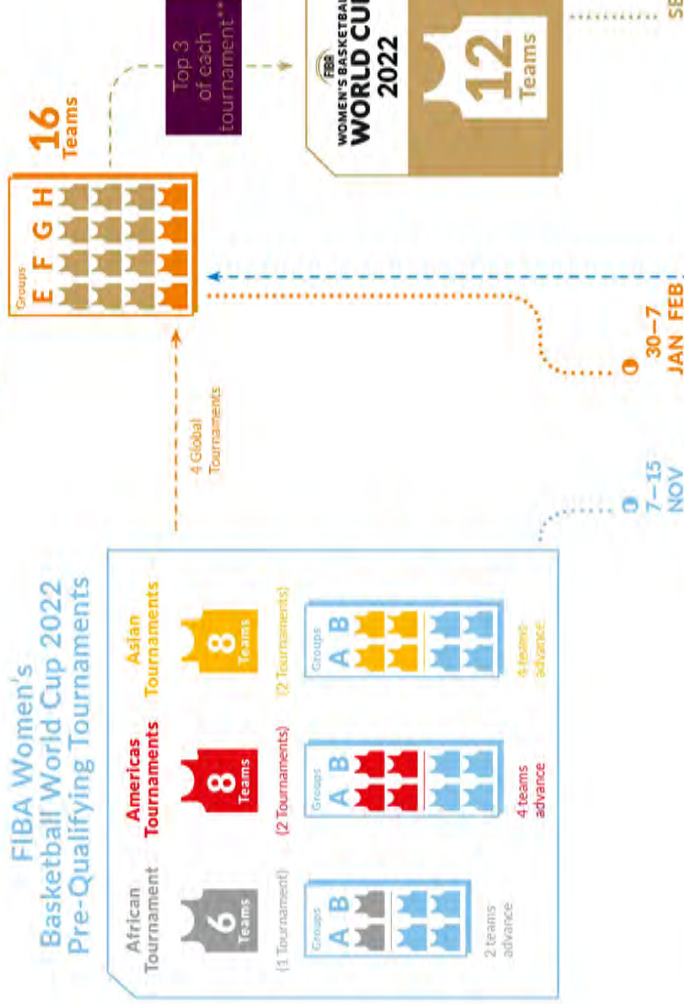 FIBA Women's
Basketball World Cup 2022
Pre-Qualifying Tournaments
African
Tournament
6
Teams
(1 Tournament)
Groups
A B
2 teams
advance
Americas
Tournaments
8
Teams
(2 Tournaments)
Groups
A B
4 teams
advance
Asian
Tournaments
8
Teams
(2 Tournaments)
Groups
A B
4 teams
advance
4 Global
Tournaments
Groups
E F G H
16
Teams
Top 3
of each
tournament**
FIBA
WOMEN'S BASKETBAL
WORLD CUP
2022
12
Teams
7–15
NOV
30–7
JAN FEB
SE